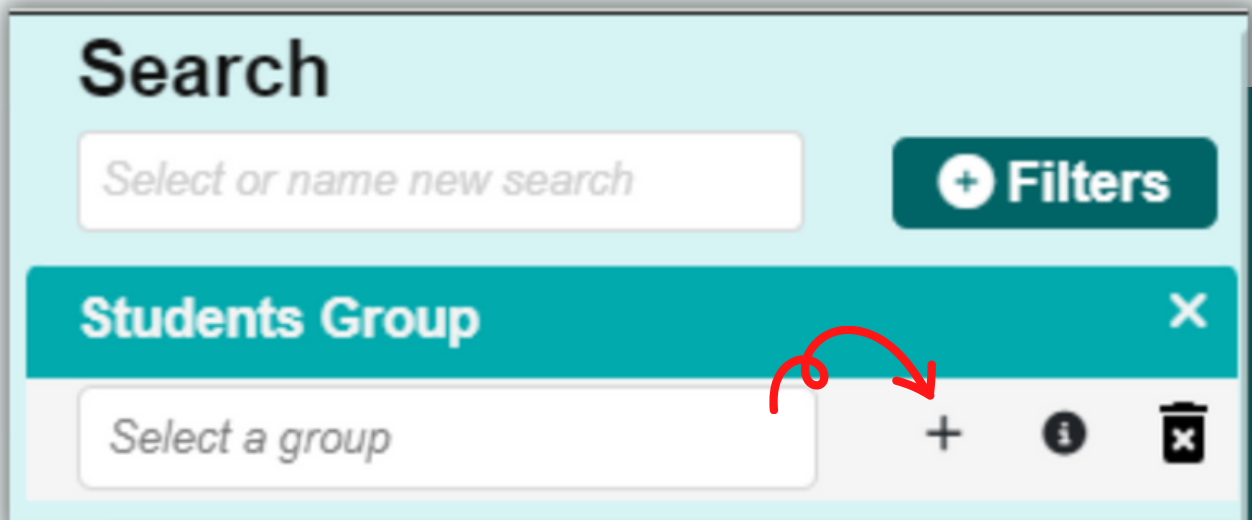 Search
Select or name new search
Filters
Students Group
Select a group